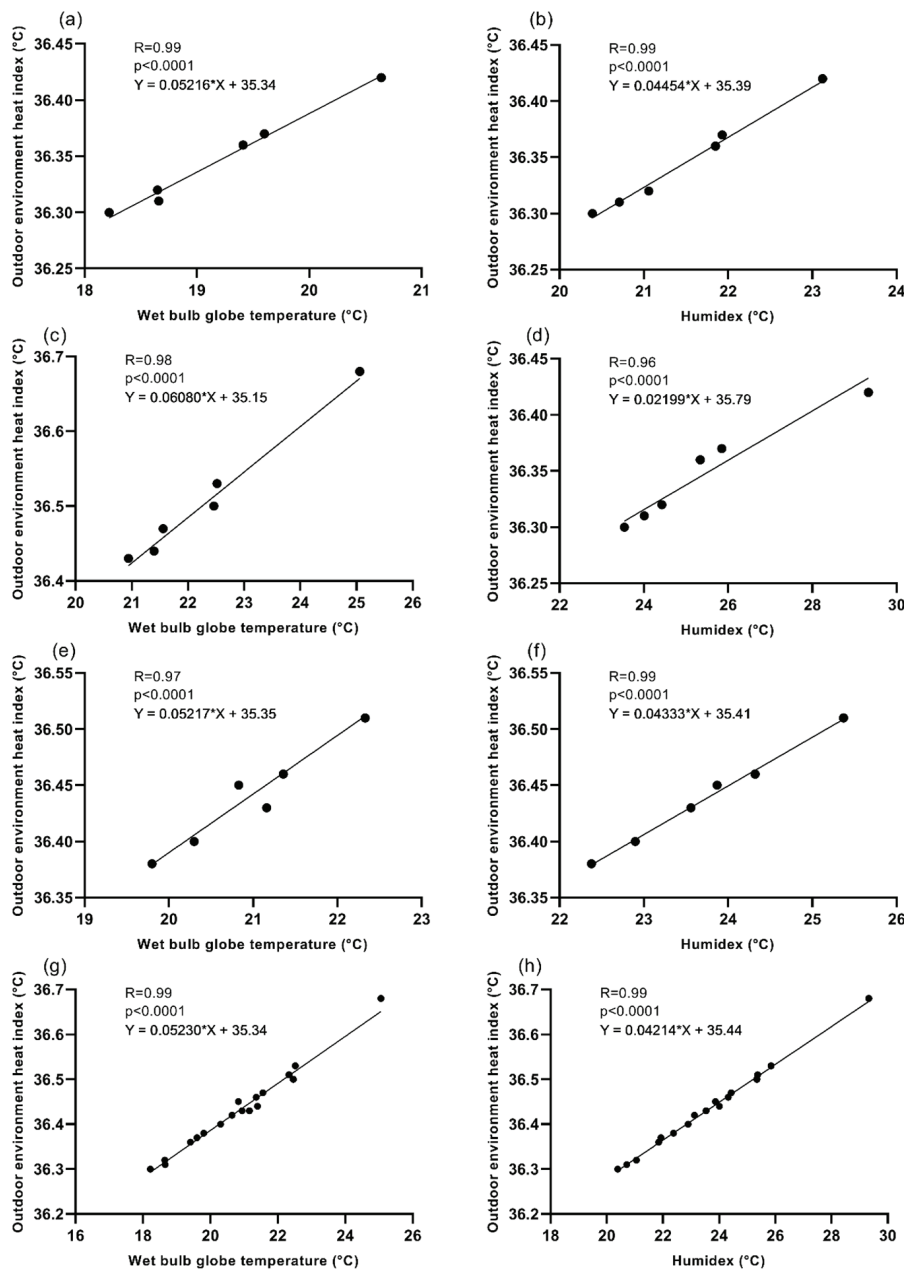 (a)
R=0.99
p<0.0001
Y = 0.05216*X + 35.34
Outdoor environment heat index (°C)
36.45
36.40
36.35
36.30
36.25
18 19 20 21
Wet bulb globe temperature (°C)
(b)
R=0.99
p<0.0001
Y = 0.04454*X + 35.39
Outdoor environment heat index (°C)
36.45
36.40
36.35
36.30
36.25
20 21 22 23 24
Humidex (°C)
(c)
R=0.98
p<0.0001
Y = 0.06080*X + 35.15
Outdoor environment heat index (°C)
36.7
36.6
36.5
36.4
20 21 22 23 24 25 26
Wet bulb globe temperature (°C)
(d)
R=0.96
p<0.0001
Y = 0.02199*X + 35.79
Outdoor environment heat index (°C)
36.45
36.40
36.35
36.30
36.25
22 24 26 28 30
Humidex (°C)
(e)
R=0.97
p<0.0001
Y = 0.05217*X + 35.35
Outdoor environment heat index (°C)
36.55
36.50
36.45
36.40
36.35
19 20 21 22 23
Wet bulb globe temperature (°C)
(f)
R=0.99
p<0.0001
Y = 0.04333*X + 35.41
Outdoor environment heat index (°C)
36.55
36.50
36.45
36.40
36.35
22 23 24 25 26
Humidex (°C)
(g)
R=0.99
p<0.0001
Y = 0.05230*X + 35.34
Outdoor environment heat index (°C)
36.7
36.6
36.5
36.4
36.3
36.2
16 18 20 22 24 26
Wet bulb globe temperature (°C)
(h)
R=0.99
p<0.0001
Y = 0.04214*X + 35.44
Outdoor environment heat index (°C)
36.7
36.6
36.5
36.4
36.3
36.2
18 20 22 24 26 28 30
Humidex (°C)